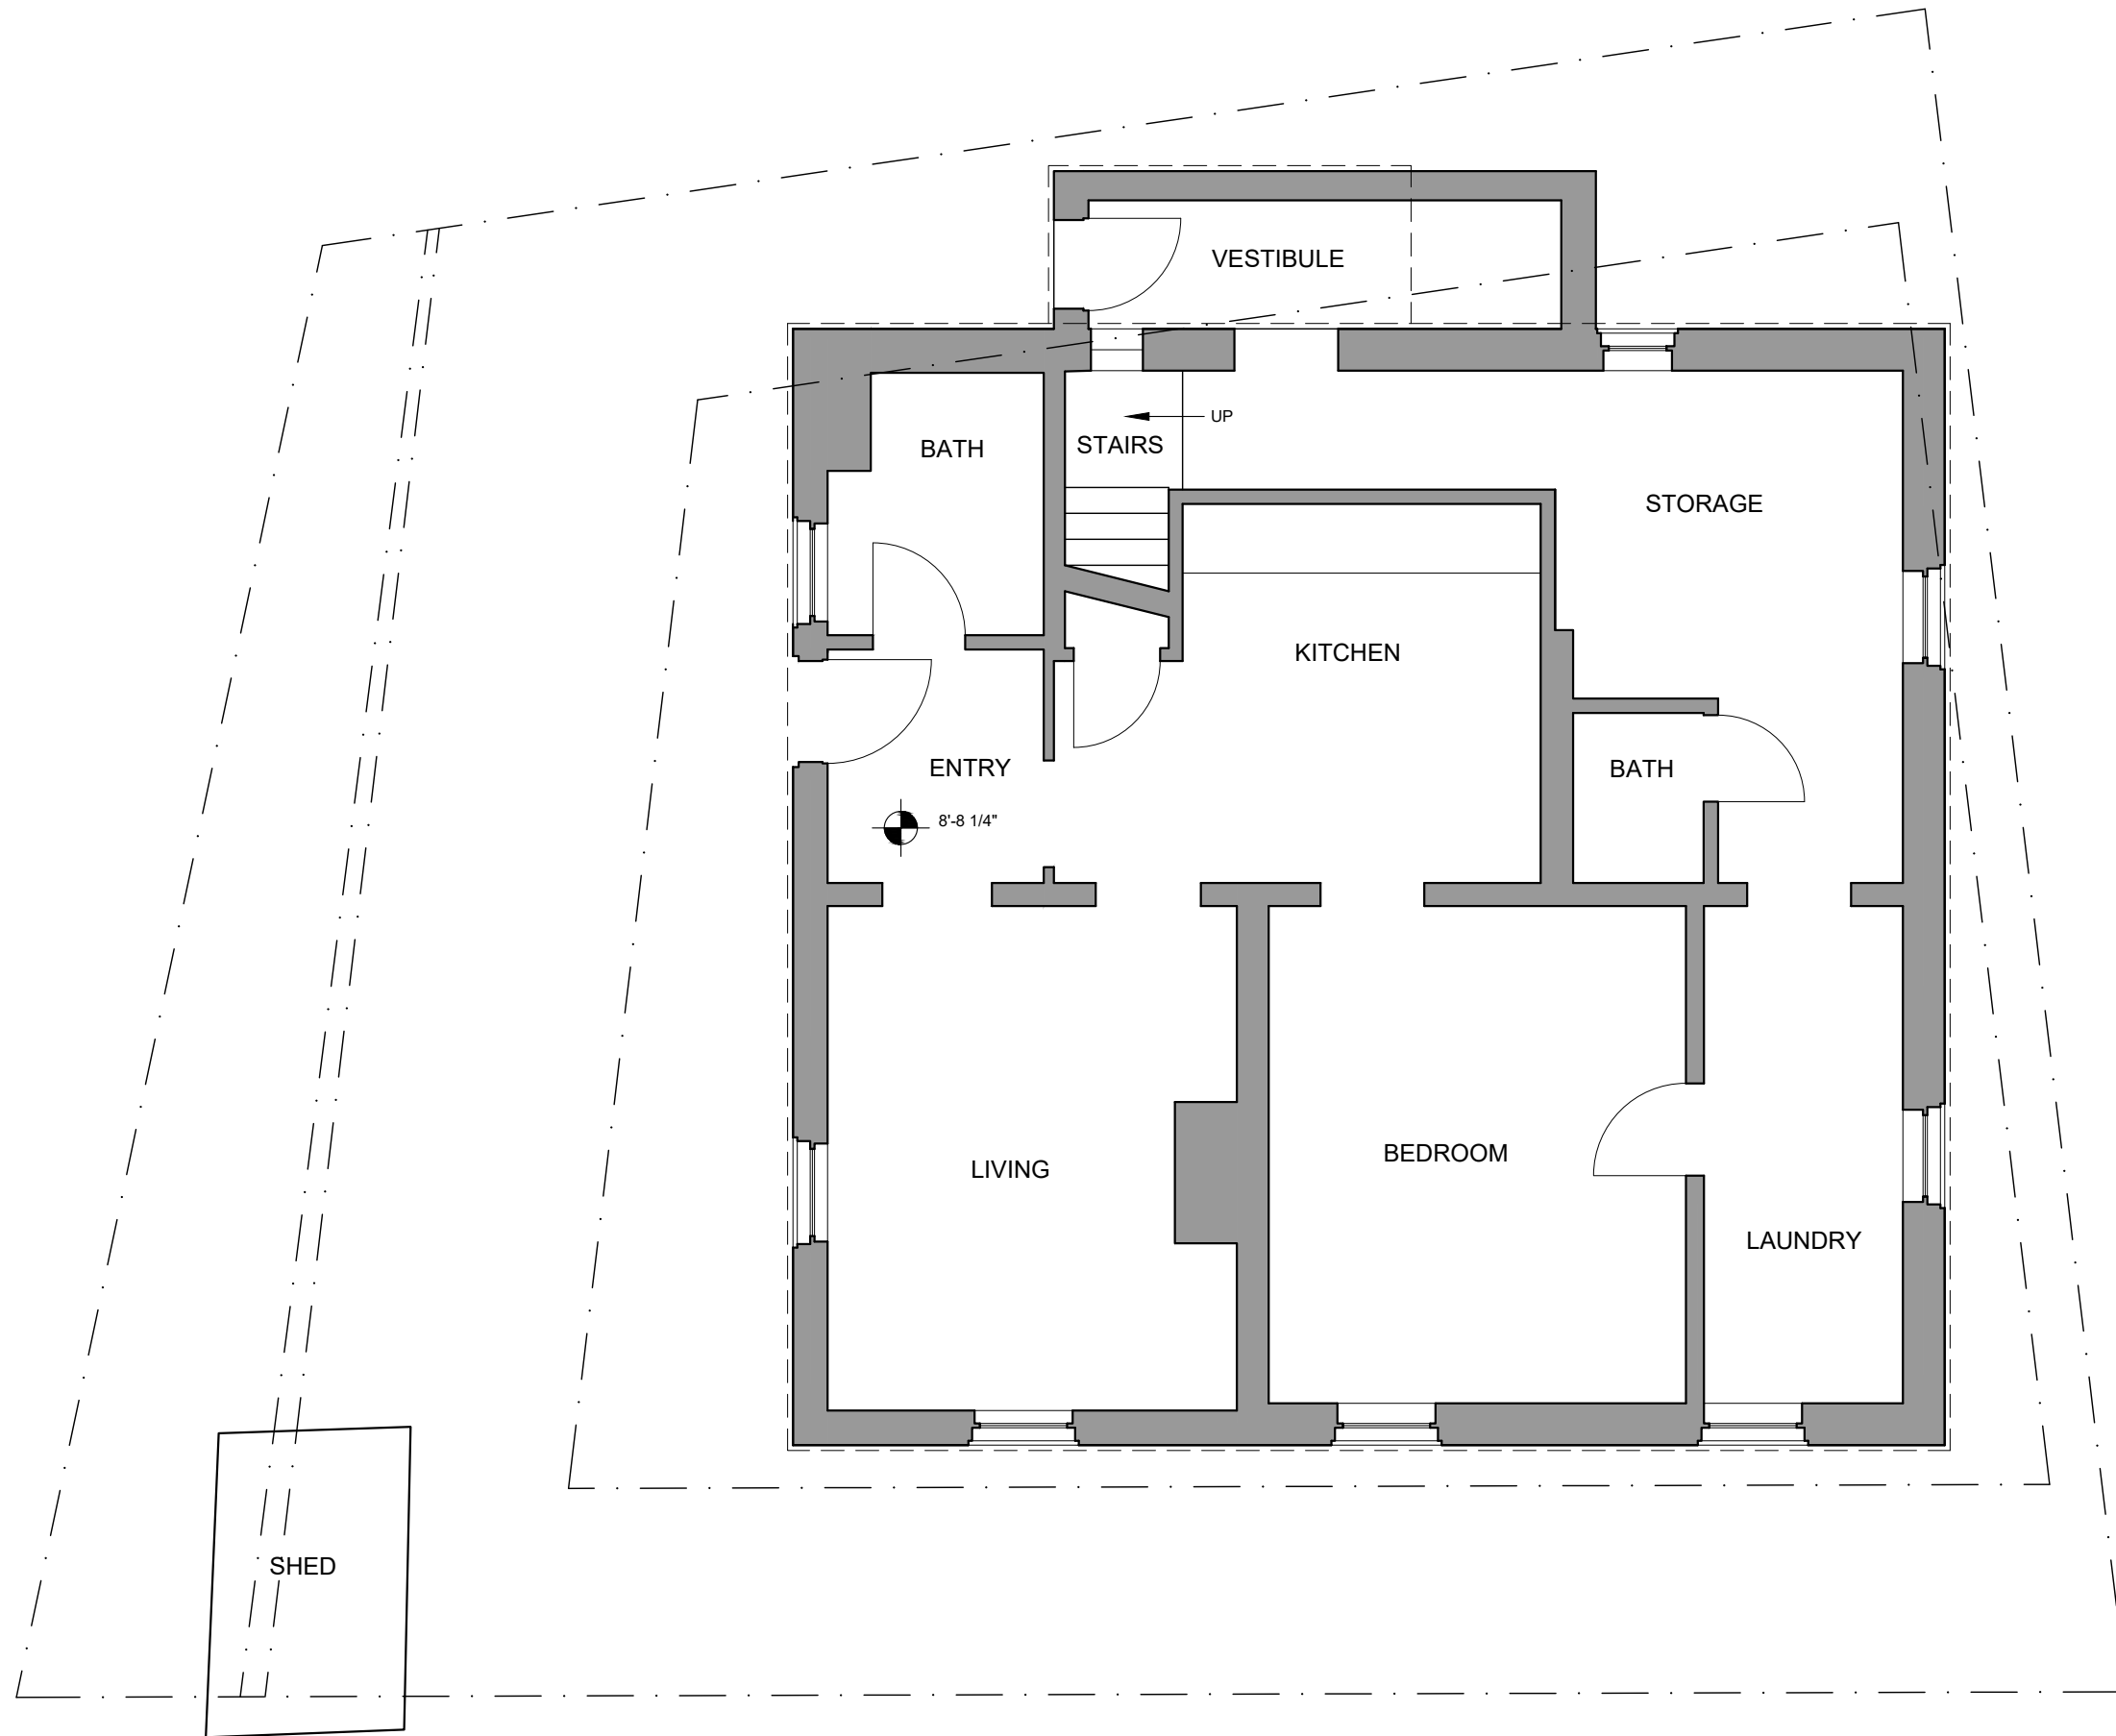 VESTIBULE
UP
BATH
STAIRS
STORAGE
KITCHEN
ENTRY
BATH
8'-8 1/4"
LIVING
BEDROOM
LAUNDRY
SHED